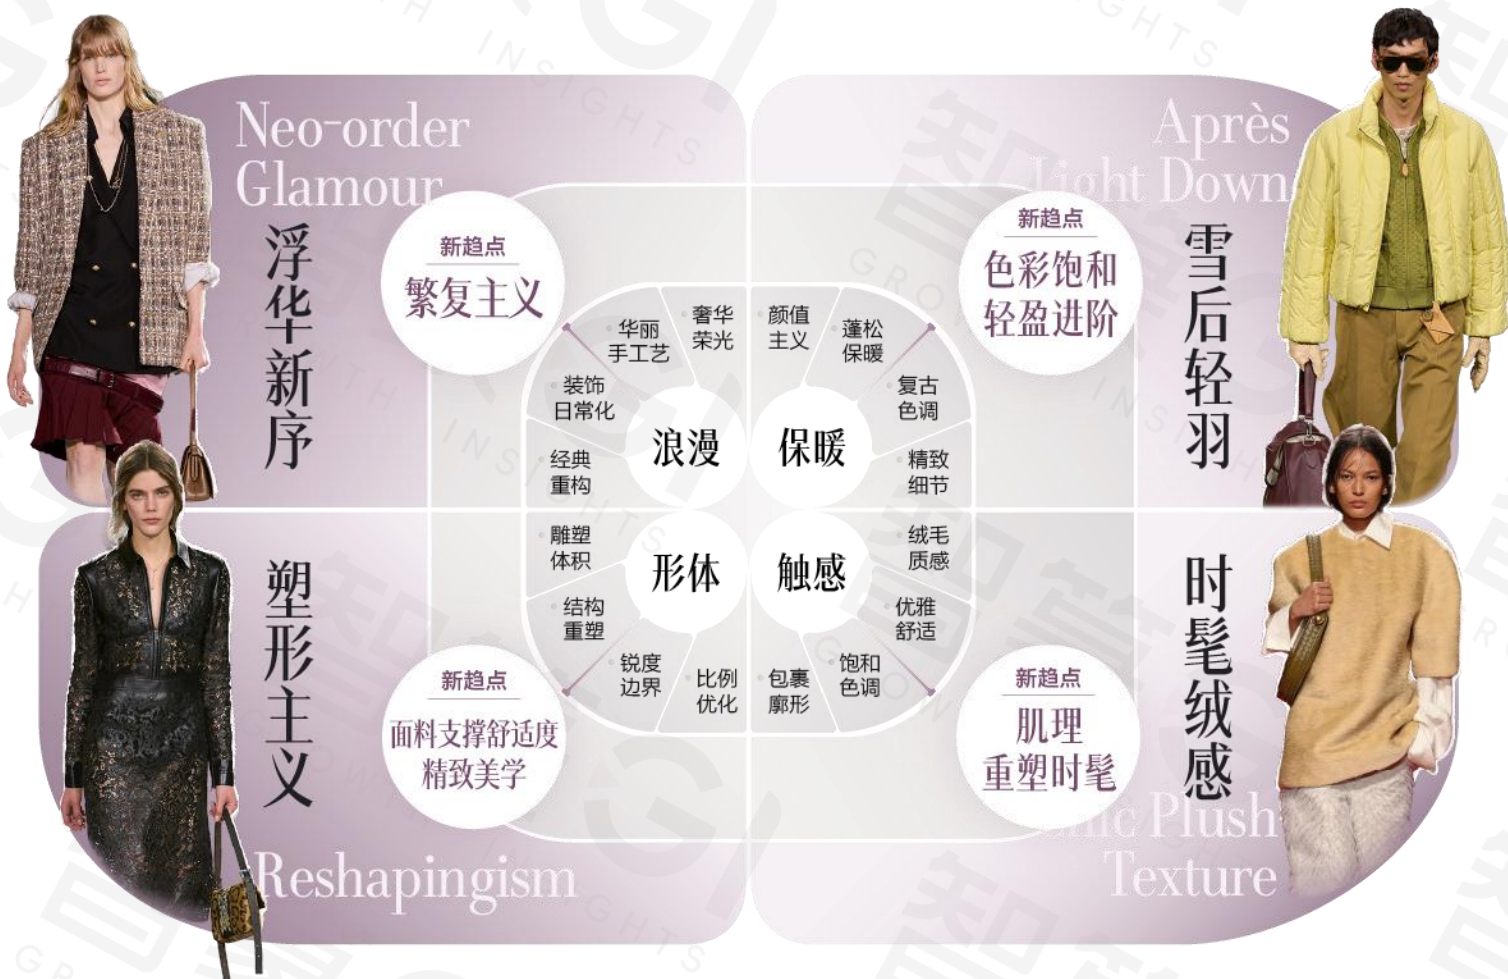 Neo-order
Glamour
浮华新序
新趋点
繁复主义
Après
Light Down
雪后轻羽
新趋点
色彩饱和
轻盈进阶
华丽
手工艺
奢华
荣光
装饰
日常化
经典
重构
浪漫
颜值
主义
蓬松
保暖
复古
色调
精致
细节
保暖
雕塑
体积
结构
重塑
锐度
边界
比例
优化
形体
绒毛
质感
优雅
舒适
饱和
色调
包裹
廓形
触感
塑形主义
新趋点
面料支撑舒适度
精致美学
Reshapingism
时髦绒感
新趋点
肌理
重塑时髦
Plush
Texture
智篆
GROWTH INSIGHTS
GI